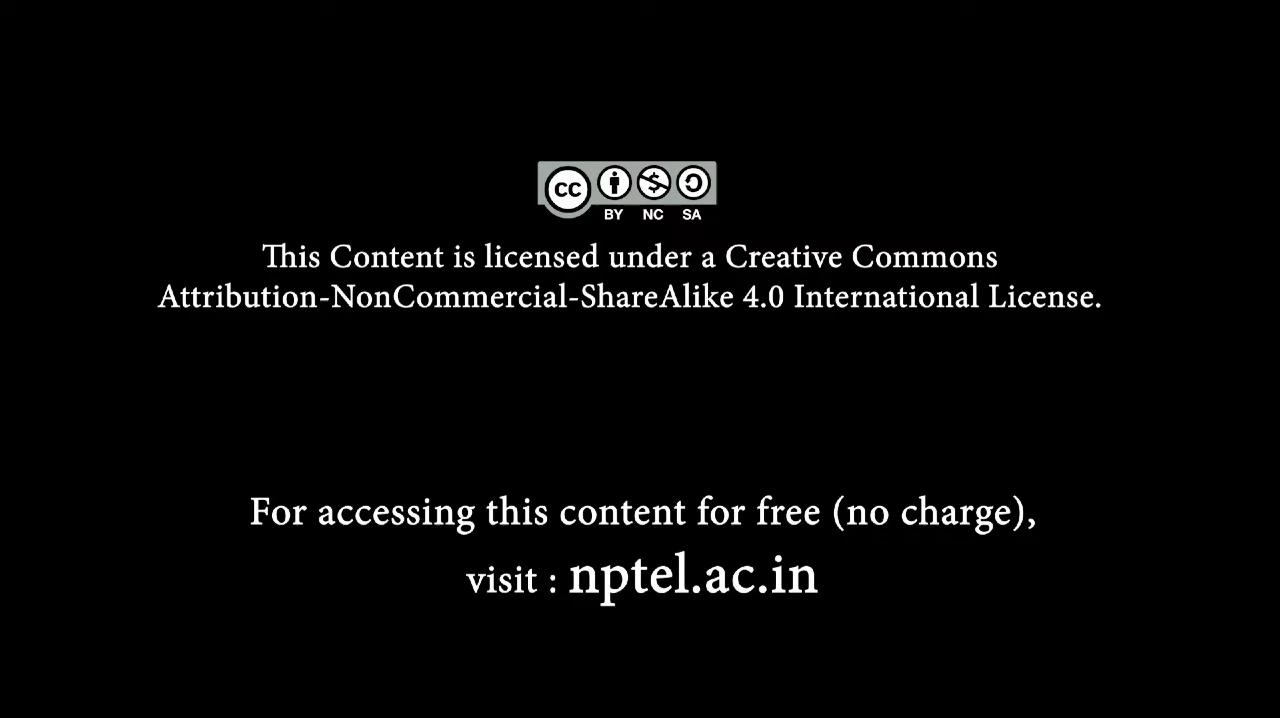 cc
BY NC SA
This Content is licensed under a Creative Commons
Attribution-NonCommercial-ShareAlike 4.0 International License.
For accessing this content for free (no charge),
visit : nptel.ac.in